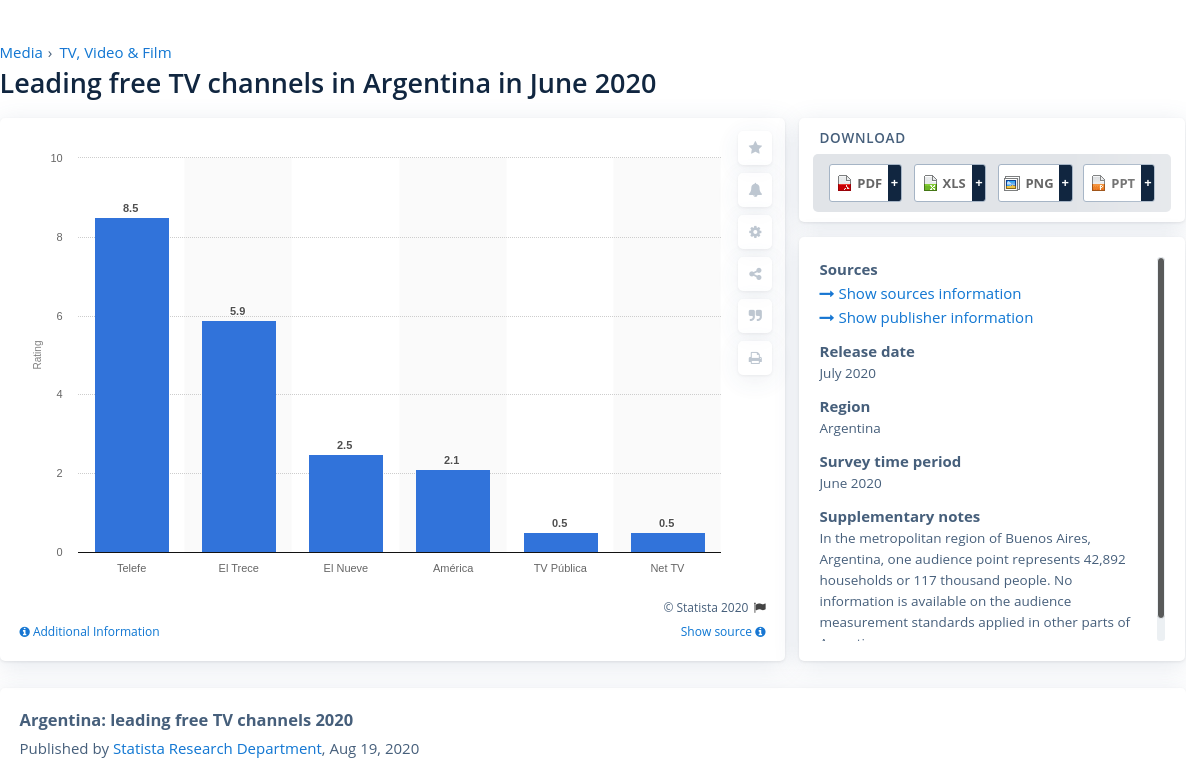 Media › TV, Video & Film
Leading free TV channels in Argentina in June 2020
10
8
6
4
2
0
Rating
8.5
5.9
2.5
2.1
0.5
0.5
Telefe
El Trece
El Nueve
América
TV Pública
Net TV
© Statista 2020
Additional Information
Show source
DOWNLOAD
PDF +
XLS +
PNG +
PPT +
Sources
Show sources information
Show publisher information
Release date
July 2020
Region
Argentina
Survey time period
June 2020
Supplementary notes
In the metropolitan region of Buenos Aires,
Argentina, one audience point represents 42,892
households or 117 thousand people. No
information is available on the audience
measurement standards applied in other parts of
Argentina: leading free TV channels 2020
Published by Statista Research Department, Aug 19, 2020